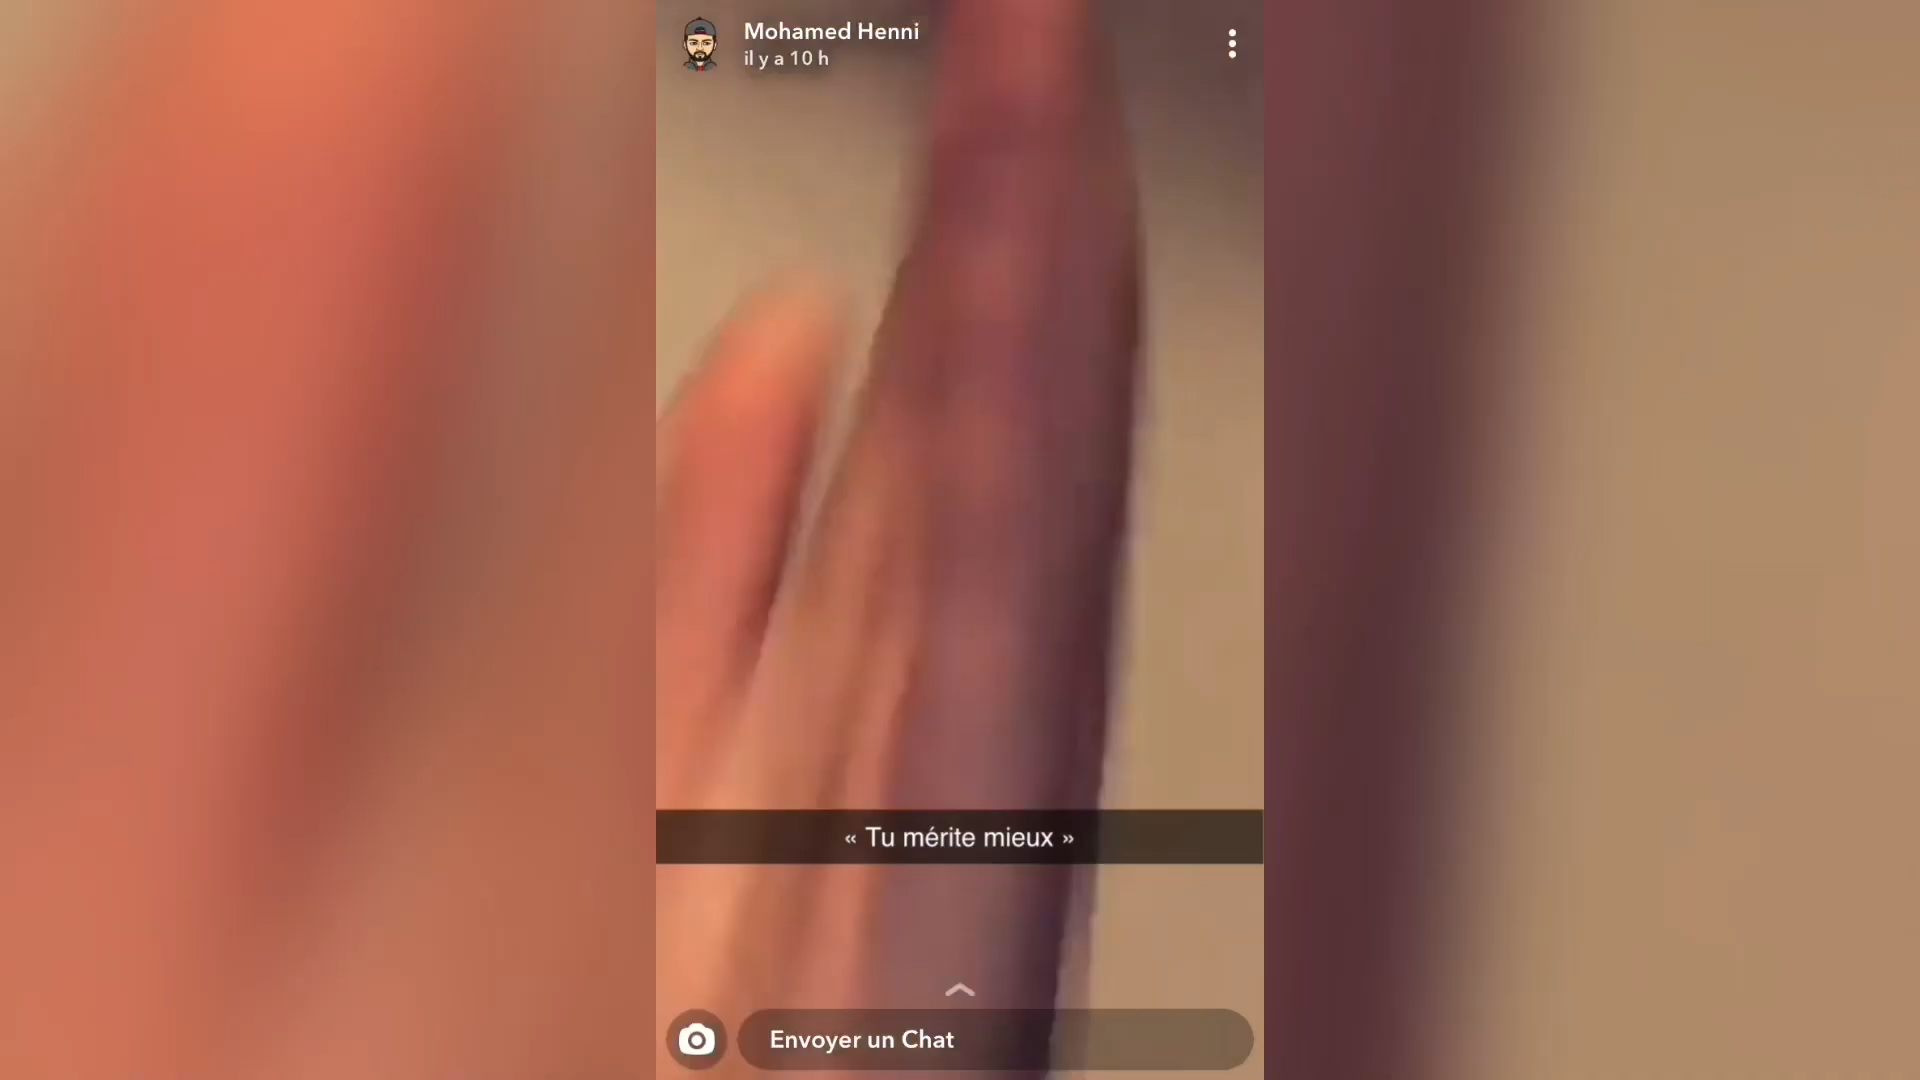 Mohamed Henni
il y a 10 h
« Tu mérite mieux »
Envoyer un Chat